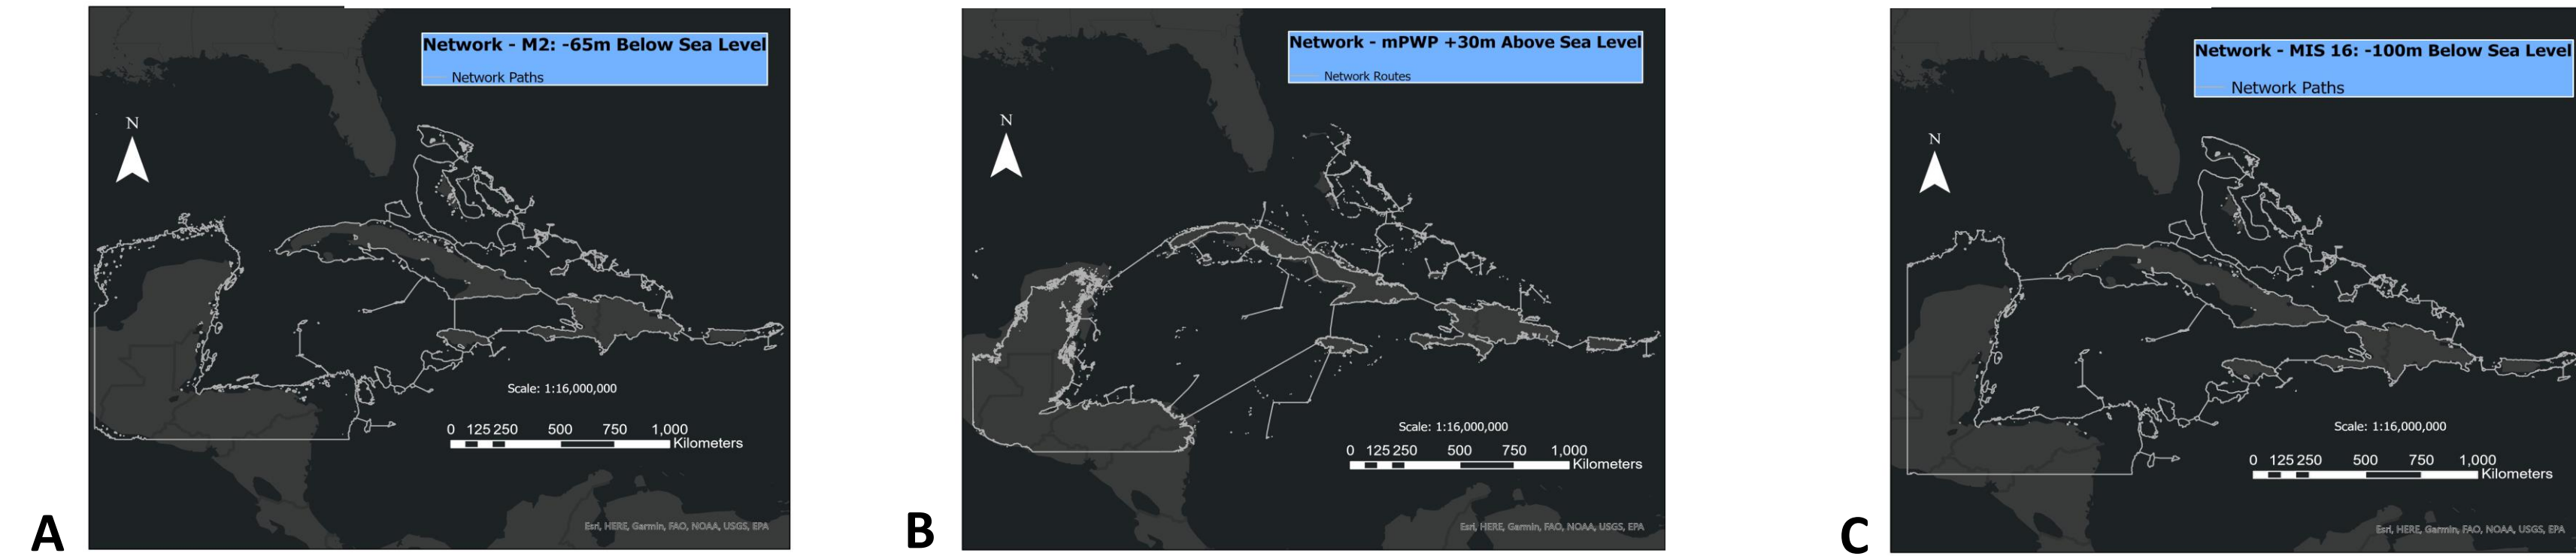 Network - M2: -65m Below Sea Level
Network Paths
N
Scale: 1:16,000,000
0 125 250 500 750 1,000
Kilometers
Esri, HERE, Garmin, FAO, NOAA, USGS, EPA
A
Network - mPWP +30m Above Sea Level
Network Routes
N
Scale: 1:16,000,000
0 125 250 500 750 1,000
Kilometers
Esri, HERE, Garmin, FAO, NOAA, USGS, EPA
B
Network - MIS 16: -100m Below Sea Level
Network Paths
N
Scale: 1:16,000,000
0 125 250 500 750 1,000
Kilometers
Esri, HERE, Garmin, FAO, NOAA, USGS, EPA
C